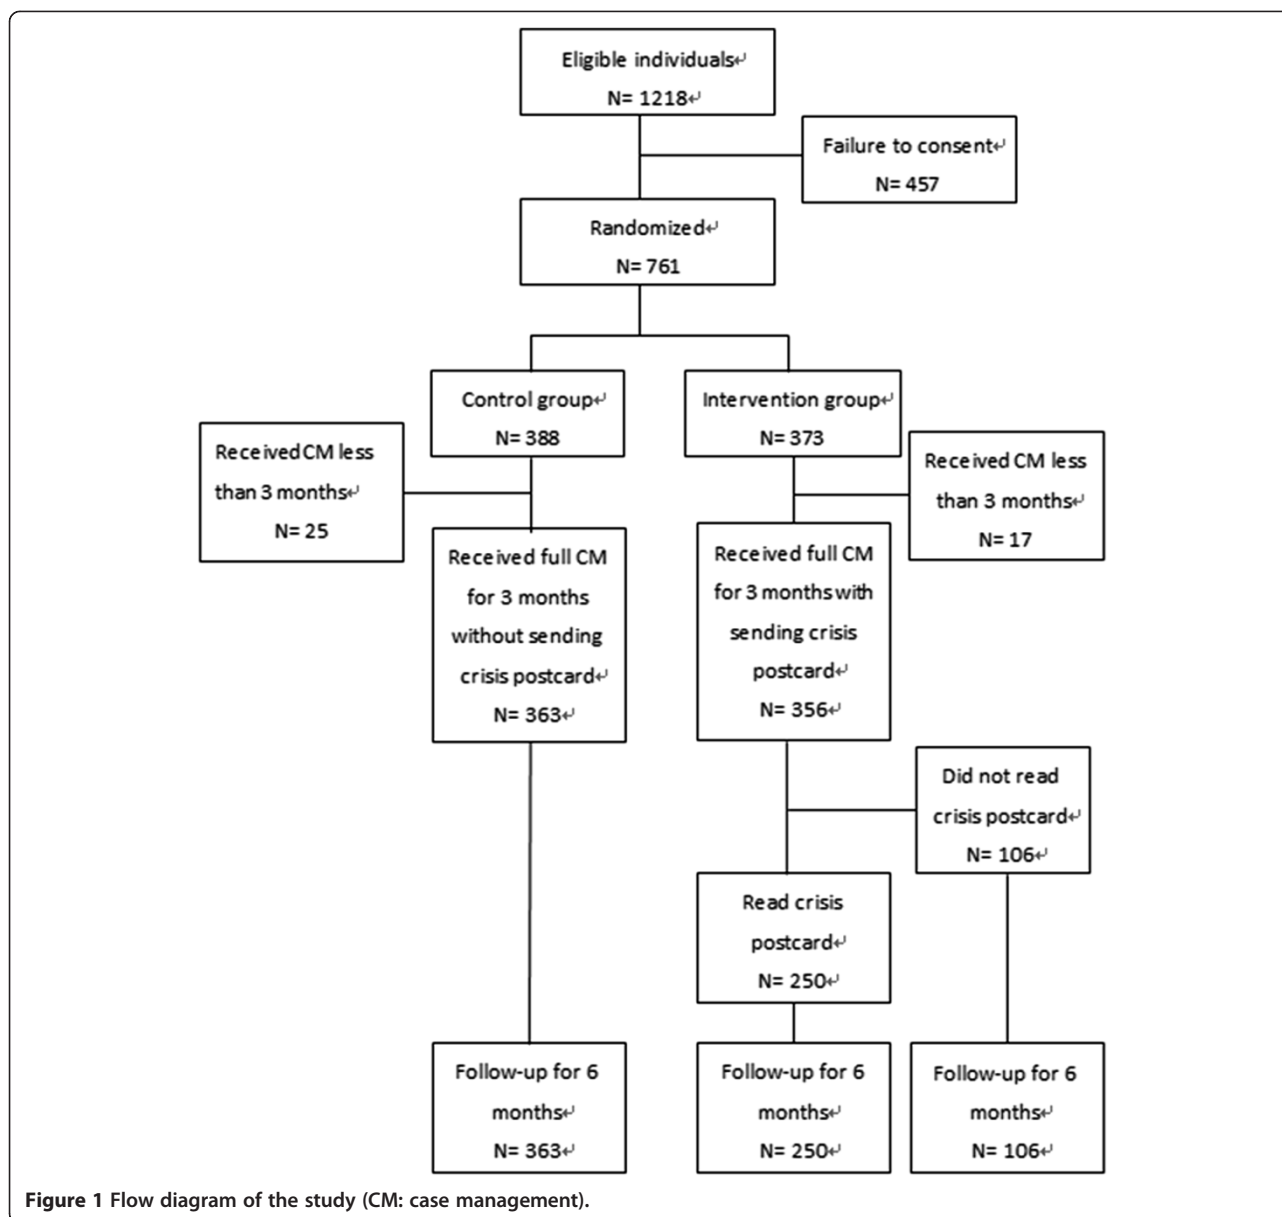 Eligible individuals↵
N= 1218↵
Failure to consent↵
N= 457
Randomized↵
N= 761
Control group↵
N= 388
Intervention group↵
N= 373
Received CM less
than 3 months↵
N= 25
Received CM less
than 3 months↵
N= 17
Received full CM
for 3 months
without sending
crisis postcard↵
N= 363↵
Received full CM
for 3 months with
sending crisis
postcard↵
N= 356↵
Did not read
crisis postcard↵
N= 106↵
Read crisis
postcard↵
N= 250↵
Follow-up for 6
months↵
N= 363↵
Follow-up for 6
months↵
N= 250↵
Follow-up for 6
months↵
N= 106↵
Figure 1 Flow diagram of the study (CM: case management).